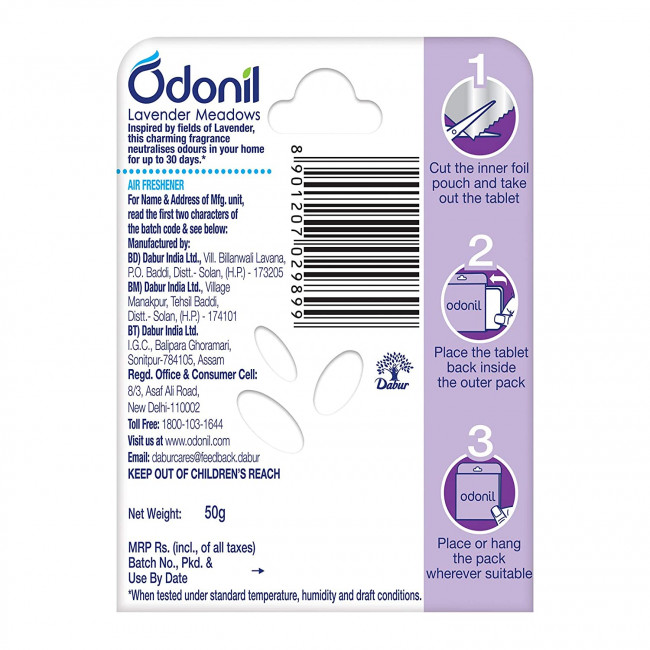 Odonil
Lavender Meadows
Inspired by fields of Lavender,
this charming fragrance
neutralises odours in your home
for up to 30 days.*
AIR FRESHENER
For Name & Address of Mfg. unit,
read the first two characters of
the batch code & see below:
Manufactured by:
BD) Dabur India Ltd., Vill. Billanwali Lavana,
P.O. Baddi, Distt.- Solan, (H.P.) - 173205
BM) Dabur India Ltd., Village
Manakpur, Tehsil Baddi,
Distt.- Solan, (H.P.) - 174101
BT) Dabur India Ltd.
I.G.C., Balipara Ghoramari,
Sonitpur-784105, Assam
Regd. Office & Consumer Cell:
8/3, Asaf Ali Road,
New Delhi-110002
Toll Free: 1800-103-1644
Visit us at www.odonil.com
Email: daburcares@feedback.dabur
KEEP OUT OF CHILDREN'S REACH
Net Weight: 50g
MRP Rs. (incl., of all taxes)
Batch No., Pkd. &
Use By Date
*When tested under standard temperature, humidity and draft conditions.
8901207029899
Dabur
1
Cut the inner foil
pouch and take
out the tablet
2
odonil
Place the tablet
back inside
the outer pack
3
odonil
Place or hang
the pack
wherever suitable